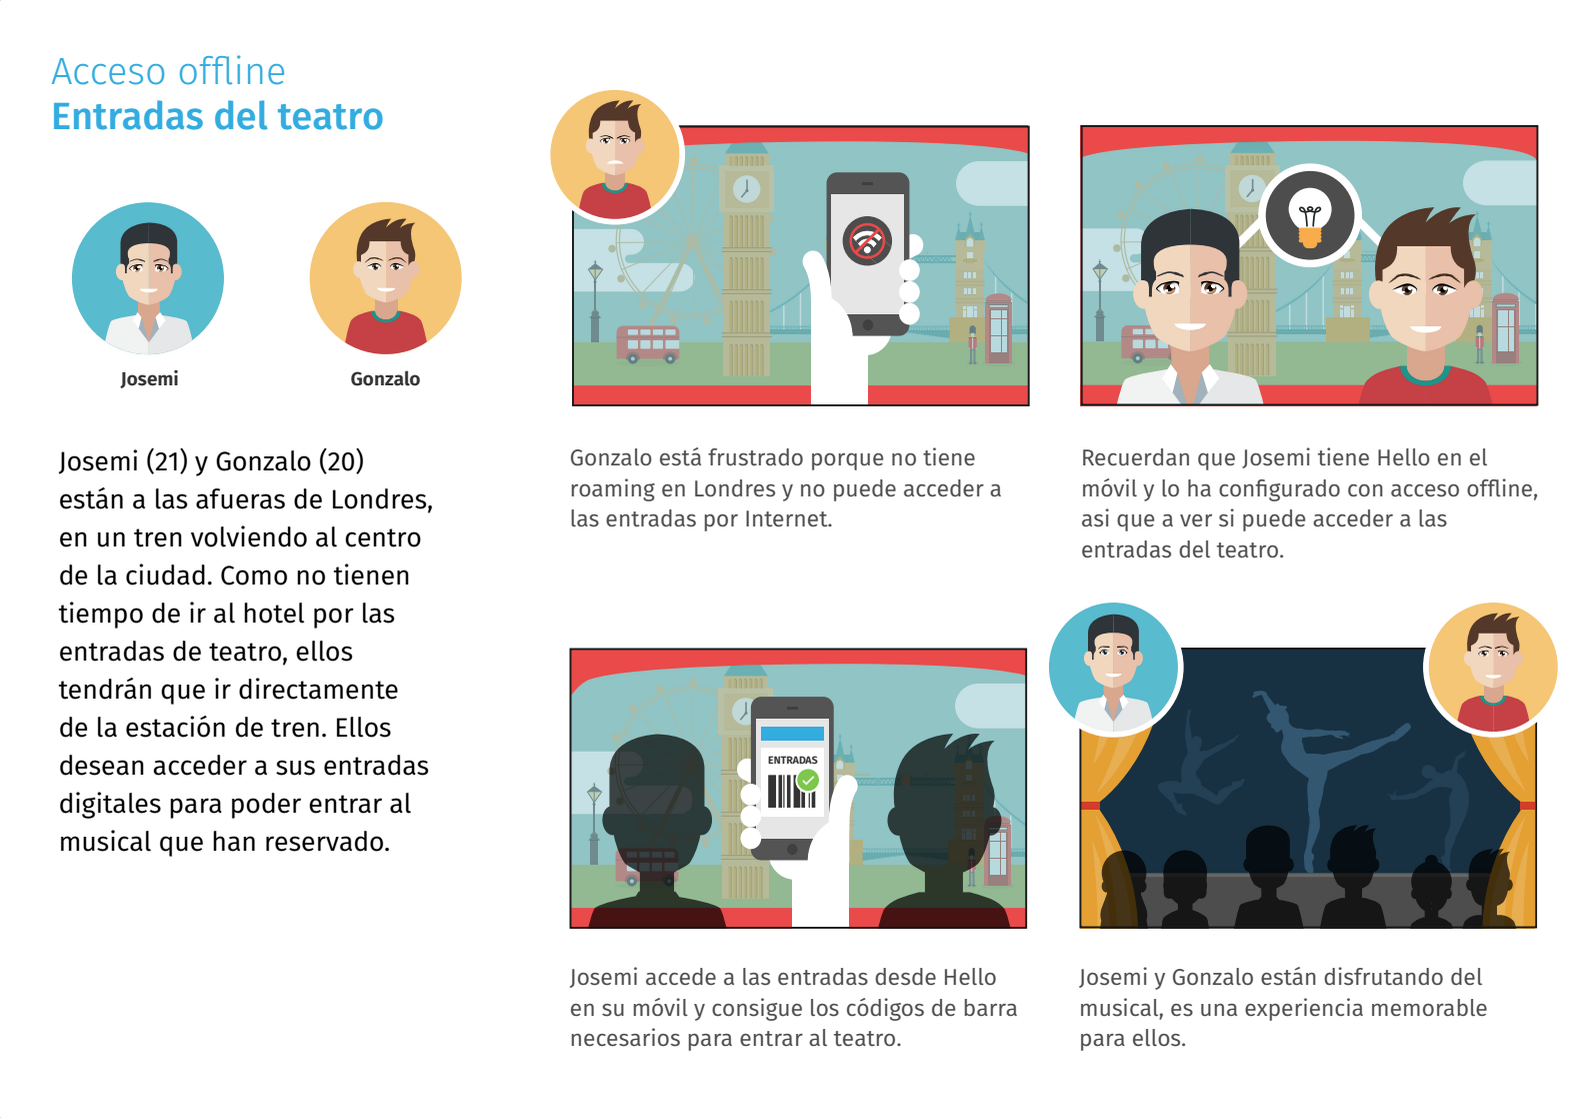 Acceso offline
Entradas del teatro
Josemi
Gonzalo
Josemi (21) y Gonzalo (20)
están a las afueras de Londres,
en un tren volviendo al centro
de la ciudad. Como no tienen
tiempo de ir al hotel por las
entradas de teatro, ellos
tendrán que ir directamente
de la estación de tren. Ellos
desean acceder a sus entradas
digitales para poder entrar al
musical que han reservado.
Gonzalo está frustrado porque no tiene
roaming en Londres y no puede acceder a
las entradas por Internet.
Recuerdan que Josemi tiene Hello en el
móvil y lo ha configurado con acceso offline,
asi que a ver si puede acceder a las
entradas del teatro.
ENTRADAS
Josemi accede a las entradas desde Hello
en su móvil y consigue los códigos de barra
necesarios para entrar al teatro.
Josemi y Gonzalo están disfrutando del
musical, es una experiencia memorable
para ellos.